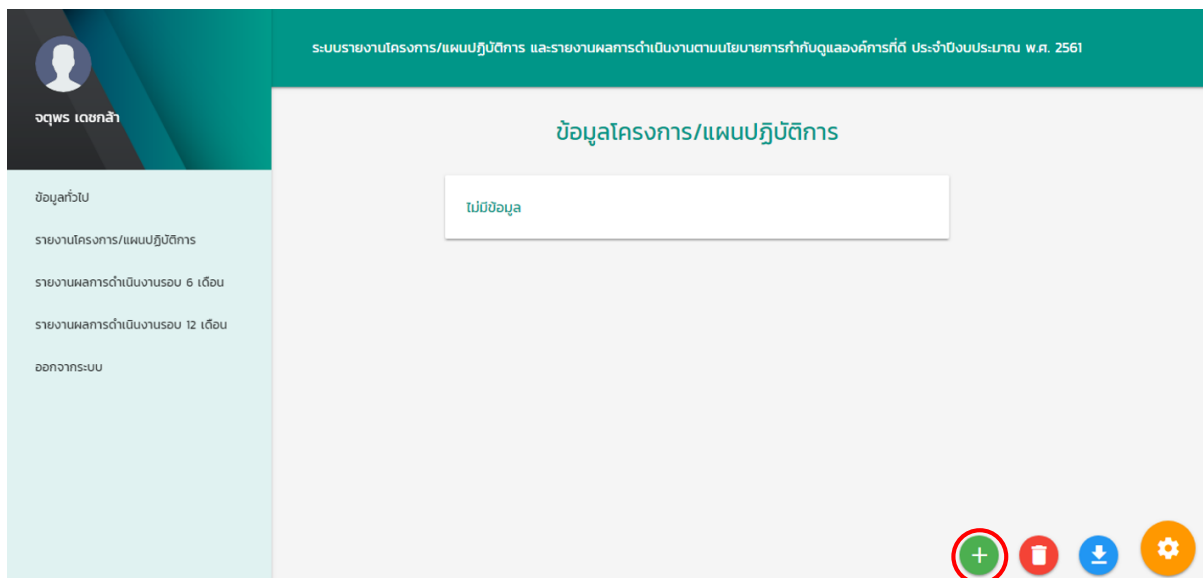 ระบบรายงานโครงการ/แผนปฏิบัติการ และรายงานผลการดำเนินงานตามนโยบายการกำกับดูแลองค์การที่ดี ประจำปีงบประมาณ พ.ศ. 2561
จตุพร เดชกล้า
ข้อมูลโครงการ/แผนปฏิบัติการ
ข้อมูลทั่วไป
ไม่มีข้อมูล
รายงานโครงการ/แผนปฏิบัติการ
รายงานผลการดำเนินงานรอบ 6 เดือน
รายงานผลการดำเนินงานรอบ 12 เดือน
ออกจากระบบ